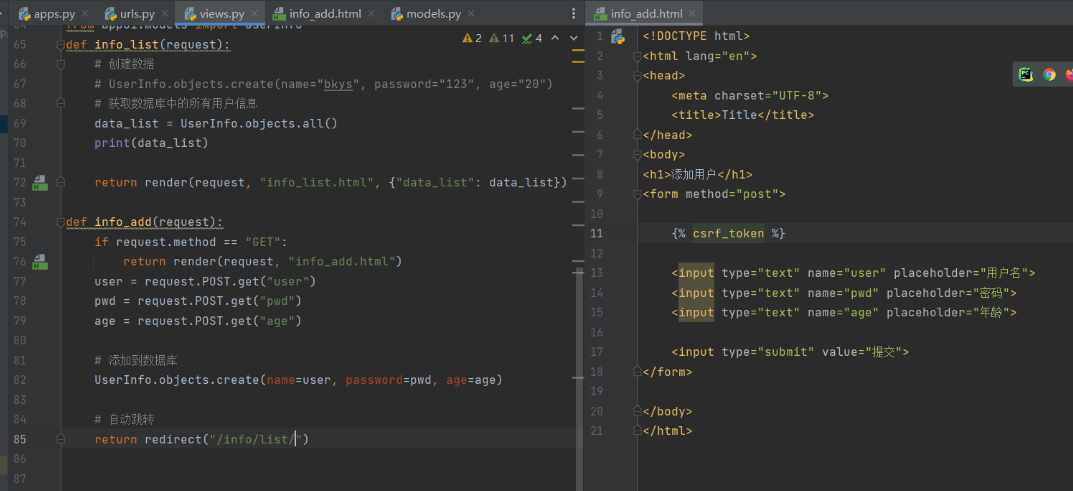 apps.py
urls.py
views.py
info_add.html
models.py
from app01.models import UserInfo
2 11 4
65 def info_list(request):
66 # 创建数据
67 # UserInfo.objects.create(name="bkys", password="123", age="20")
68 # 获取数据库中的所有用户信息
69 data_list = UserInfo.objects.all()
70 print(data_list)
71
72 return render(request, "info_list.html", {"data_list": data_list})
73
74 def info_add(request):
75 if request.method == "GET":
76 return render(request, "info_add.html")
77 user = request.POST.get("user")
78 pwd = request.POST.get("pwd")
79 age = request.POST.get("age")
80
81 # 添加到数据库
82 UserInfo.objects.create(name=user, password=pwd, age=age)
83
84 # 自动跳转
85 return redirect("/info/list/")
86
87
info_add.html
1 <!DOCTYPE html>
2 <html lang="en">
3 <head>
4 <meta charset="UTF-8">
5 <title>Title</title>
6 </head>
7 <body>
8 <h1>添加用户</h1>
9 <form method="post">
10
11 {% csrf_token %}
12
13 <input type="text" name="user" placeholder="用户名">
14 <input type="text" name="pwd" placeholder="密码">
15 <input type="text" name="age" placeholder="年龄">
16
17 <input type="submit" value="提交">
18 </form>
19
20 </body>
21 </html>